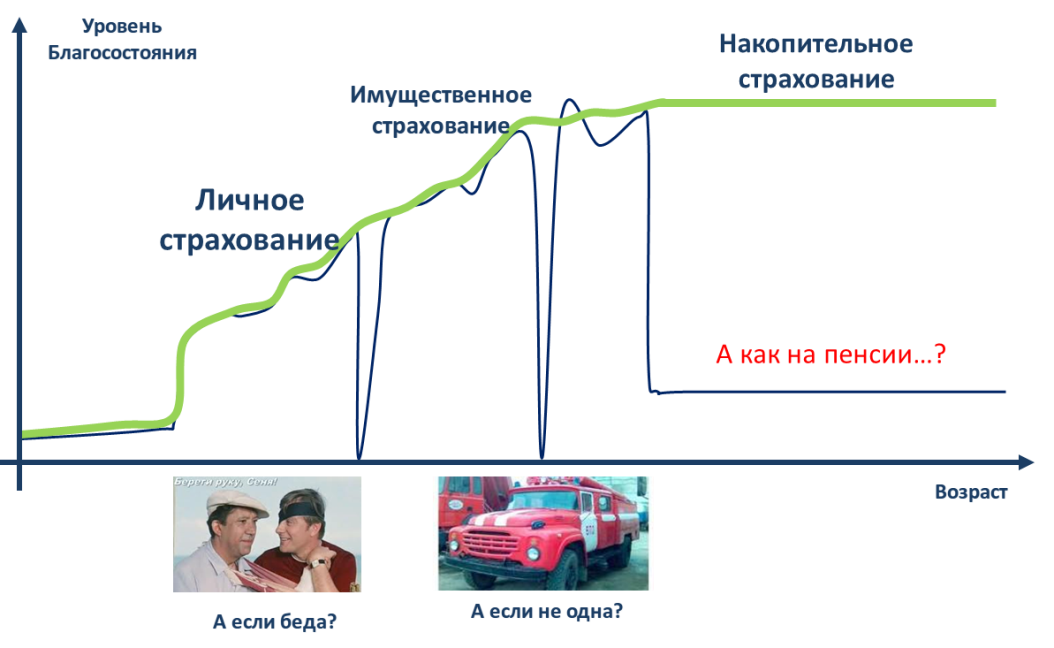 Уровень
Благосостояния
Накопительное
страхование
Имущественное
страхование
Личное
страхование
А как на пенсии...?
Возраст
Береги руку, Сеня!
573
А если беда?
А если не одна?